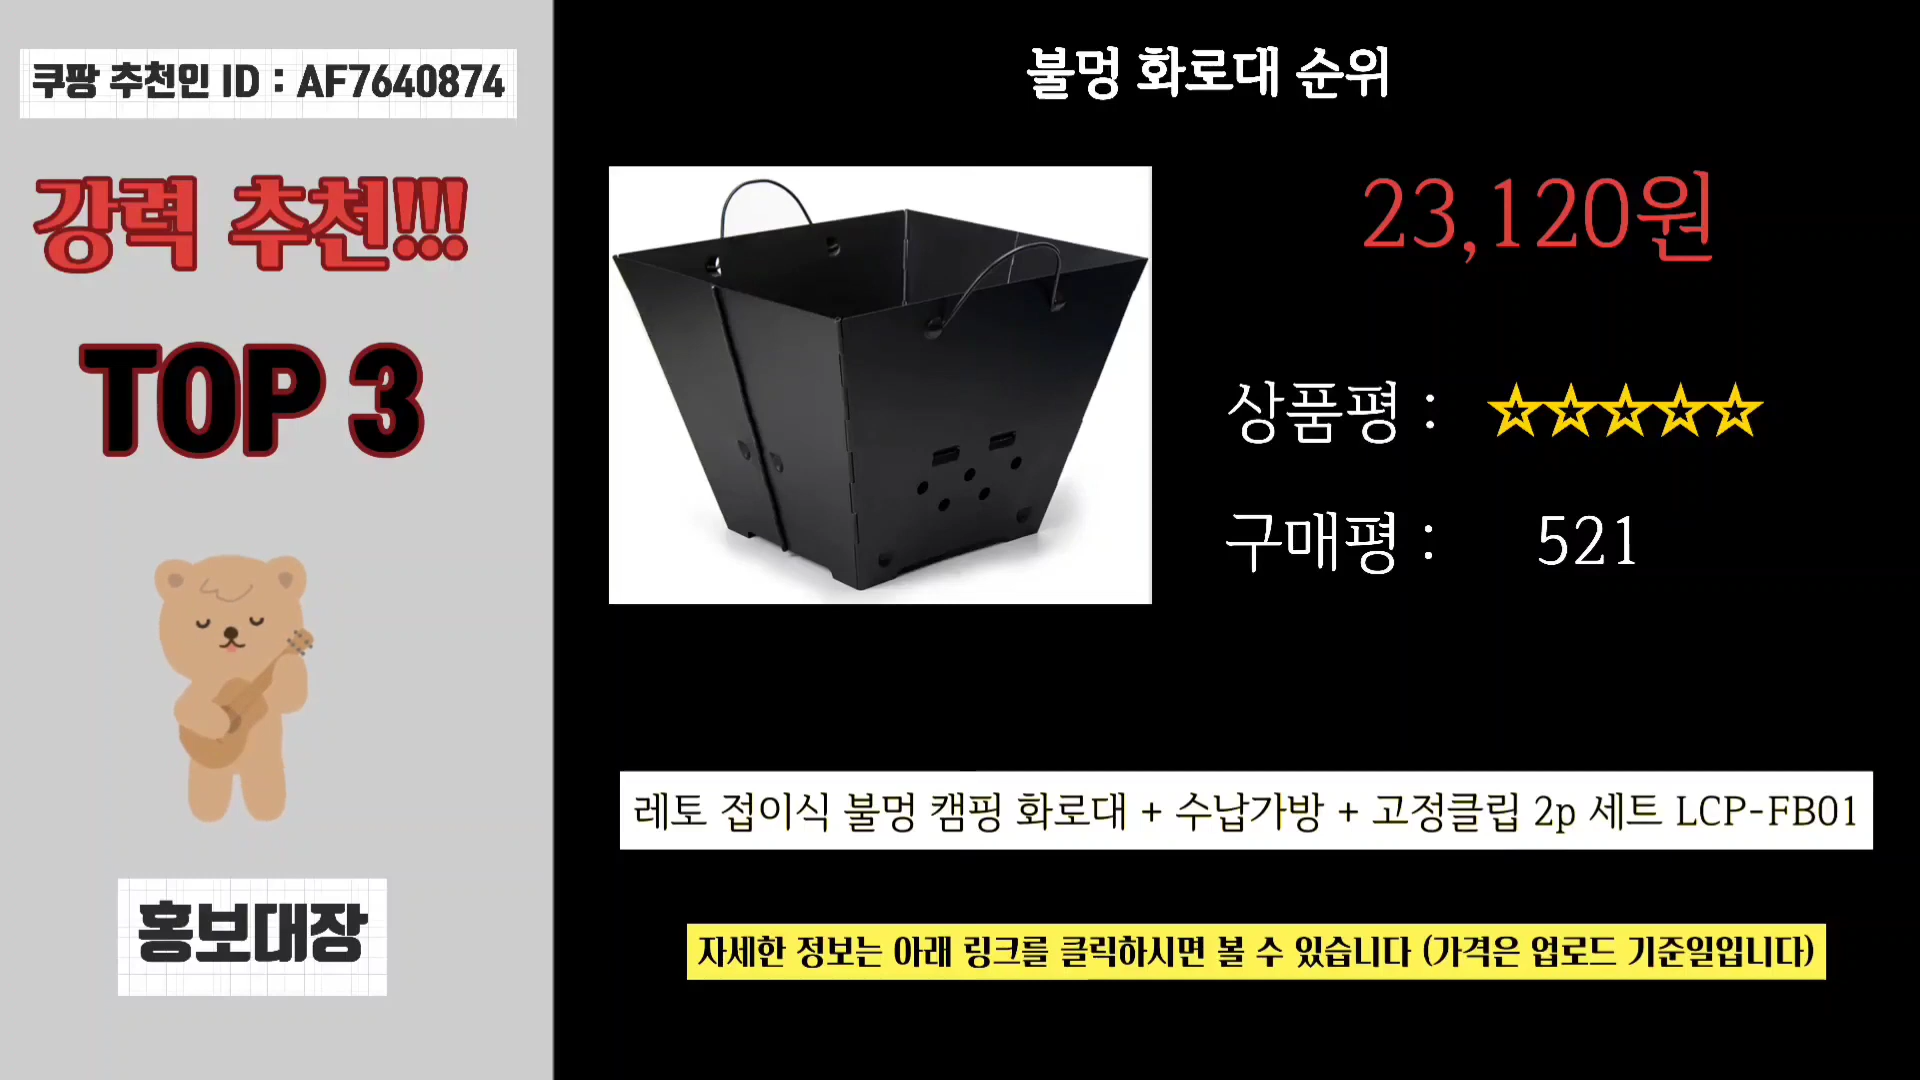 쿠팡 추천인 ID : AF7640874
강력 추천!!!
TOP 3
홍보대장
불멍 화로대 순위
23,120원
상품평 : ☆☆☆☆☆
구매평 : 521
레토 접이식 불멍 캠핑 화로대 + 수납가방 + 고정클립 2p 세트 LCP-FB01
자세한 정보는 아래 링크를 클릭하시면 볼 수 있습니다 (가격은 업로드 기준일입니다)